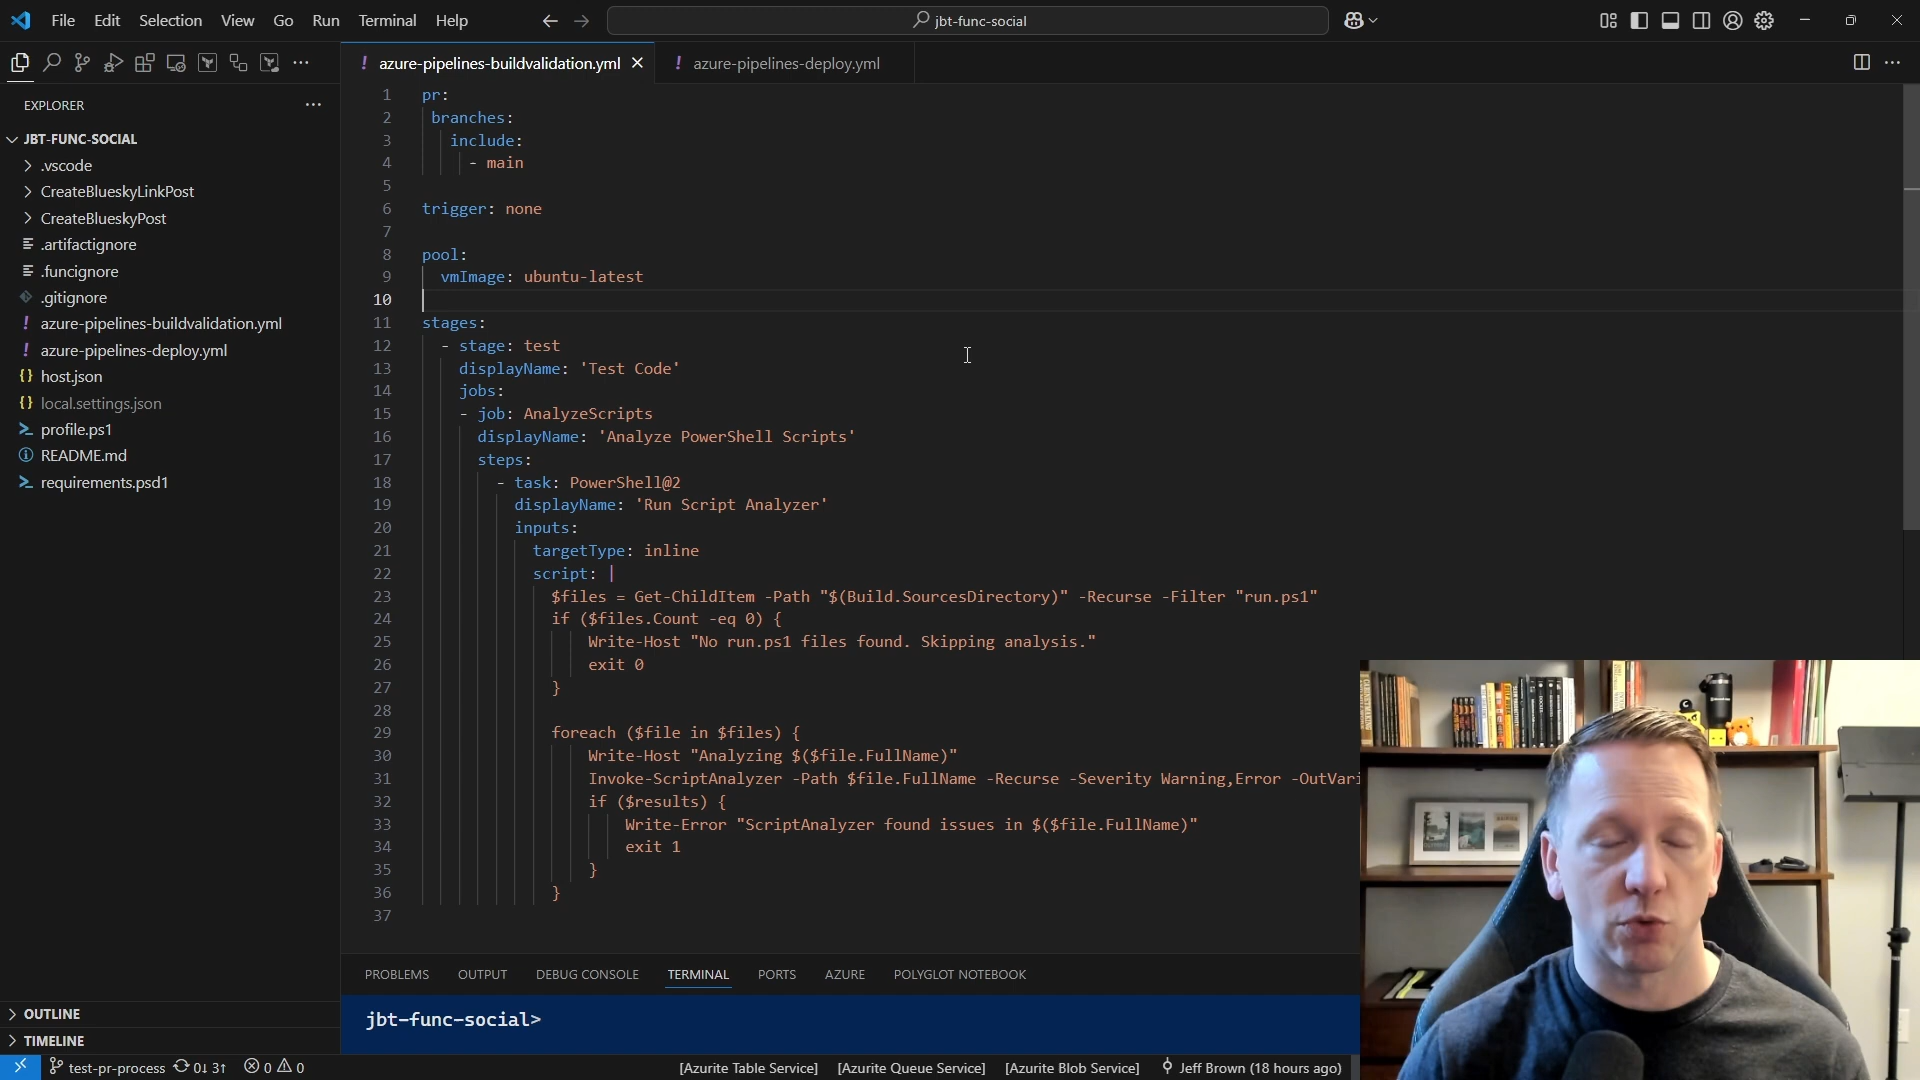 File Edit Selection View Go Run Terminal Help
jbt-func-social
EXPLORER
JBT-FUNC-SOCIAL
.vscode
CreateBlueskyLinkPost
CreateBlueskyPost
.artifactignore
.funcignore
.gitignore
azure-pipelines-buildvalidation.yml
azure-pipelines-deploy.yml
host.json
local.settings.json
profile.ps1
README.md
requirements.psd1
OUTLINE
TIMELINE
azure-pipelines-buildvalidation.yml
azure-pipelines-deploy.yml
1 pr:
2 branches:
3 include:
4 - main
5
6 trigger: none
7
8 pool:
9 vmImage: ubuntu-latest
10
11 stages:
12 - stage: test
13 displayName: 'Test Code'
14 jobs:
15 - job: AnalyzeScripts
16 displayName: 'Analyze PowerShell Scripts'
17 steps:
18 - task: PowerShell@2
19 displayName: 'Run Script Analyzer'
20 inputs:
21 targetType: inline
22 script: |
23 $files = Get-ChildItem -Path "$(Build.SourcesDirectory)" -Recurse -Filter "run.ps1"
24 if ($files.Count -eq 0) {
25 Write-Host "No run.ps1 files found. Skipping analysis."
26 exit 0
27 }
28
29 foreach ($file in $files) {
30 Write-Host "Analyzing $($file.FullName)"
31 Invoke-ScriptAnalyzer -Path $file.FullName -Recurse -Severity Warning,Error -OutVari
32 if ($results) {
33 Write-Error "ScriptAnalyzer found issues in $($file.FullName)"
34 exit 1
35 }
36 }
37
PROBLEMS OUTPUT DEBUG CONSOLE TERMINAL PORTS AZURE POLYGLOT NOTEBOOK
jbt-func-social>
test-pr-process 0↓ 3↑ 0 0 [Azurite Table Service] [Azurite Queue Service] [Azurite Blob Service] Jeff Brown (18 hours ago)